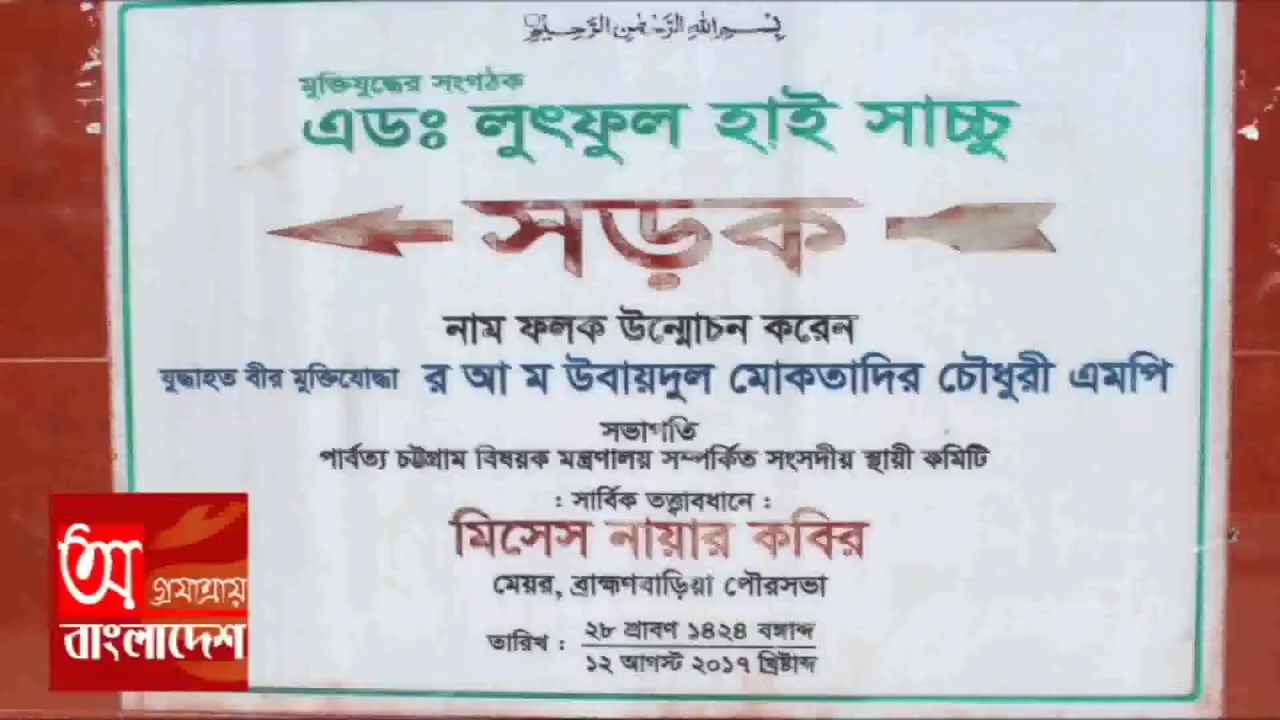 بسم الله الرحمن الرحيم
মুক্তিযুদ্ধের সংগঠক
এডঃ লুৎফুল হাই সাচ্চু
সড়ক
নাম ফলক উন্মোচন করেন
যুদ্ধাহত বীর মুক্তিযোদ্ধা র আ ম উবায়দুল মোকতাদির চৌধুরী এমপি
সভাপতি
পার্বত্য চট্টগ্রাম বিষয়ক মন্ত্রণালয় সম্পর্কিত সংসদীয় স্থায়ী কমিটি
: সার্বিক তত্ত্বাবধানে :
মিসেস নায়ার কবির
মেয়র, ব্রাহ্মণবাড়িয়া পৌরসভা
তারিখ : ২৮ শ্রাবণ ১৪২৪ বঙ্গাব্দ
১২ আগস্ট ২০১৭ খ্রিষ্টাব্দ
অগ্রযাত্রায়
বাংলাদেশ